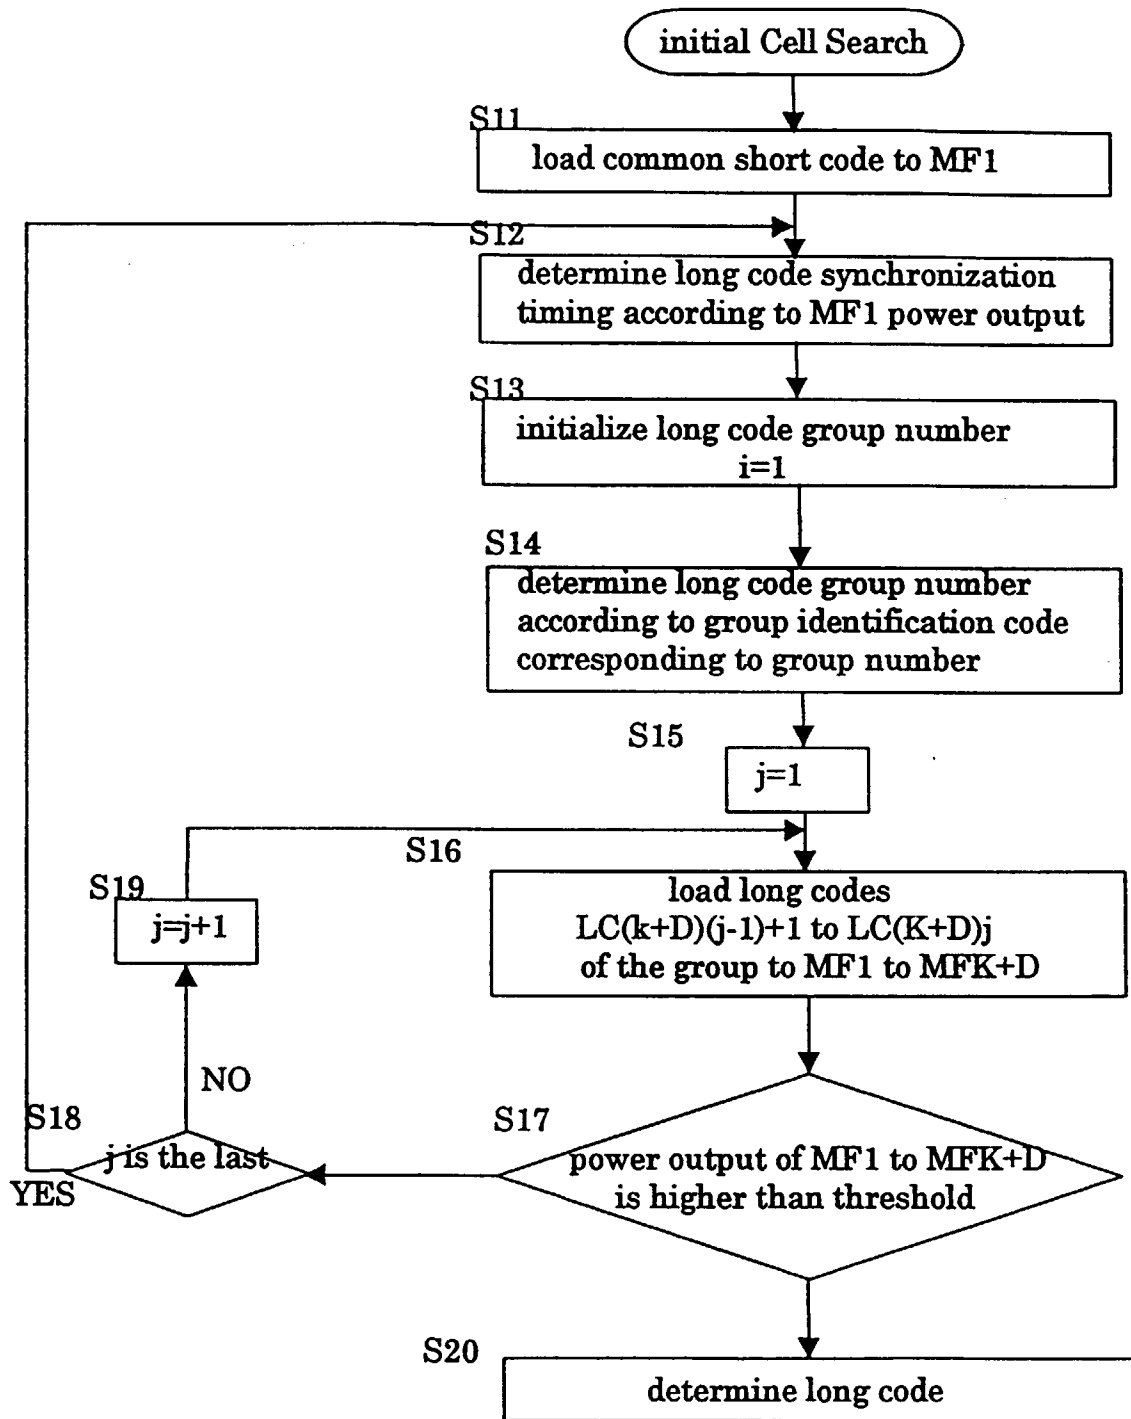 initial Cell Search
S11
load common short code to MF1
S12
determine long code synchronization
timing according to MF1 power output
S13
initialize long code group number
i=1
S14
determine long code group number
according to group identification code
corresponding to group number
S15
j=1
S16
load long codes
LC(k+D)(j-1)+1 to LC(K+D)j
of the group to MF1 to MFK+D
S19
j=j+1
NO
S18
j is the last
YES
S17
power output of MF1 to MFK+D
is higher than threshold
S20
determine long code